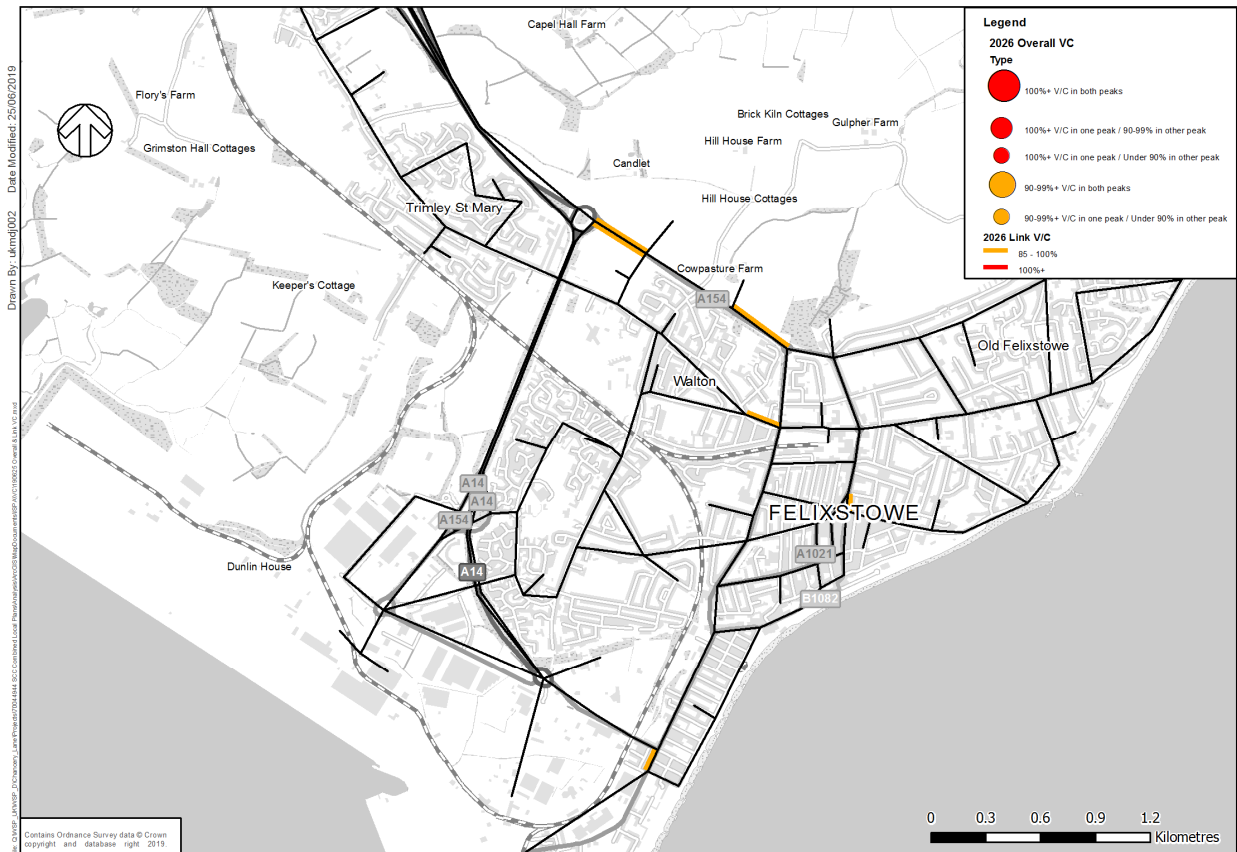 Legend
2026 Overall VC
Type
100%+ V/C in both peaks
100%+ V/C in one peak / 90-99% in other peak
100%+ V/C in one peak / Under 90% in other peak
90-99%+ V/C in both peaks
90-99%+ V/C in one peak / Under 90% in other peak
2026 Link V/C
85 - 100%
100%+
Capel Hall Farm
Flory's Farm
Brick Kiln Cottages
Gulpher Farm
Hill House Farm
Grimston Hall Cottages
Candlet
Hill House Cottages
Trimley St Mary
Cowpasture Farm
Keeper's Cottage
A154
Old Felixstowe
Walton
A14
A14
A154
FELIXSTOWE
A1021
Dunlin House
A14
B1082
0 0.3 0.6 0.9 1.2
Kilometres
Contains Ordnance Survey data © Crown
copyright and database right 2019.
Drawn By: ukmdj002 Date Modified: 25/06/2019